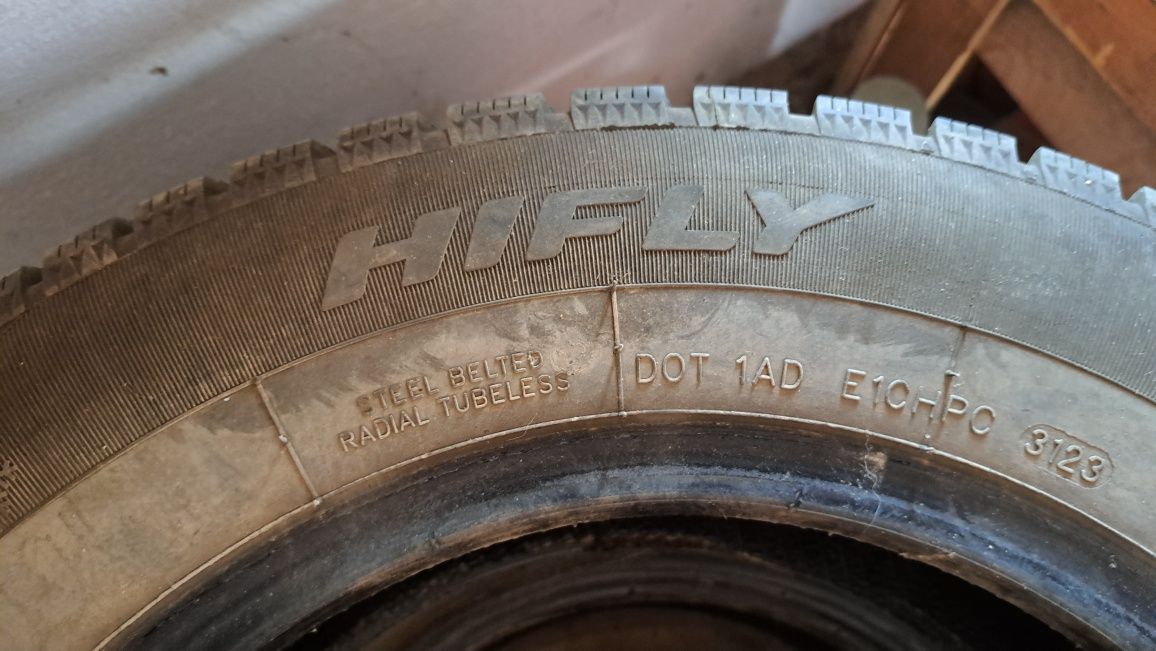 HIFLY
STEEL BELTED
RADIAL TUBELESS
DOT 1AD E1CHPC 3123